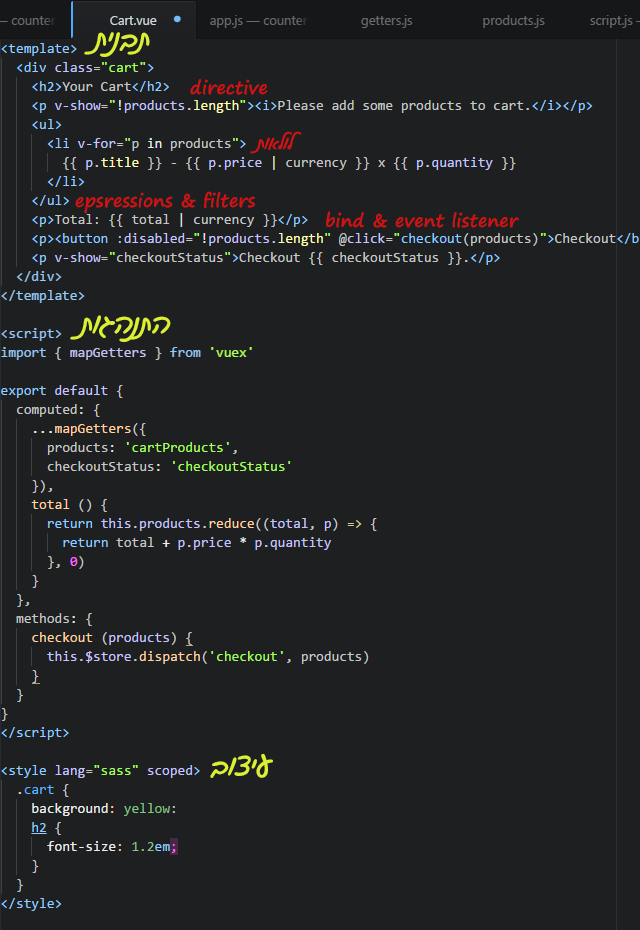 — counter Cart.vue app.js — counter getters.js products.js script.js —
<template> תבנית
<div class="cart">
<h2>Your Cart</h2> directive
<p v-show="!products.length"><i>Please add some products to cart.</i></p>
<ul>
<li v-for="p in products"> לולאות
{{ p.title }} - {{ p.price | currency }} x {{ p.quantity }}
</li>
</ul> epsressions & filters
<p>Total: {{ total | currency }}</p> bind & event listener
<p><button :disabled="!products.length" @click="checkout(products)">Checkout</b
<p v-show="checkoutStatus">Checkout {{ checkoutStatus }}.</p>
</div>
</template>
<script> התנהגות
import { mapGetters } from 'vuex'
export default {
computed: {
...mapGetters({
products: 'cartProducts',
checkoutStatus: 'checkoutStatus'
}),
total () {
return this.products.reduce((total, p) => {
return total + p.price * p.quantity
}, 0)
}
},
methods: {
checkout (products) {
this.$store.dispatch('checkout', products)
}
}
}
</script>
<style lang="sass" scoped> עיצוב
.cart {
background: yellow:
h2 {
font-size: 1.2em;
}
}
</style>